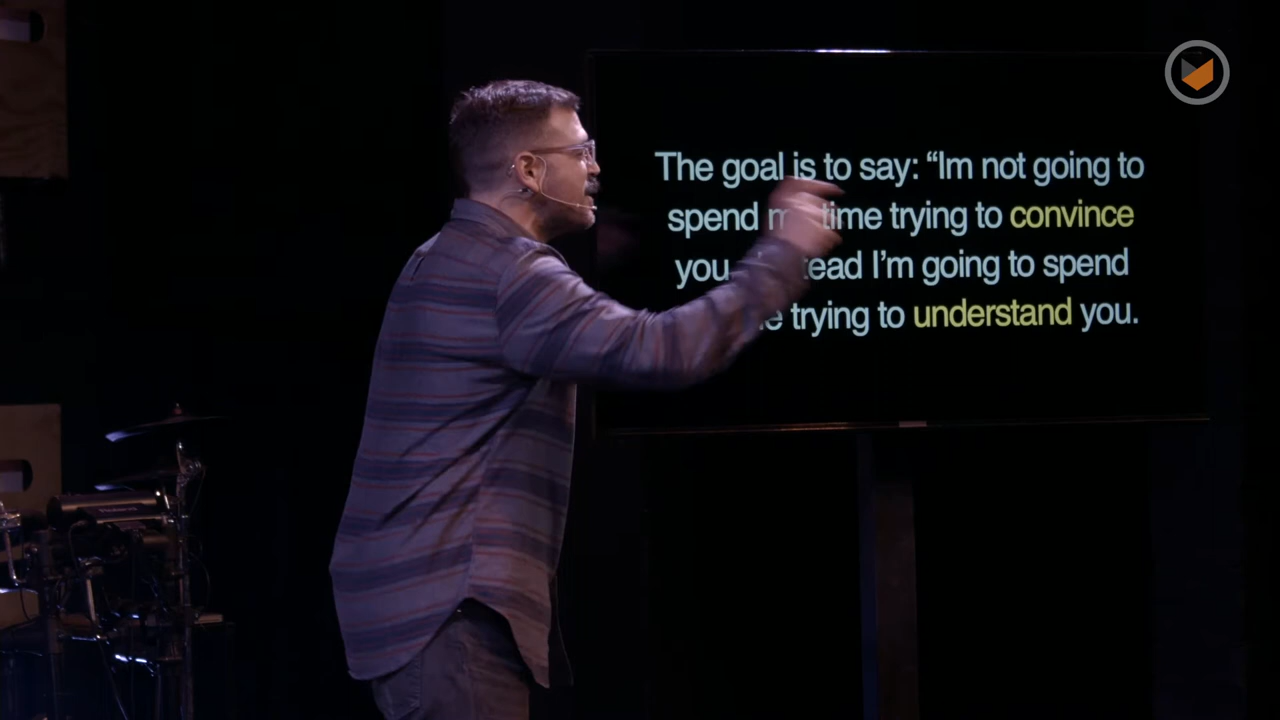 The goal is to say: “Im not going to
spend time trying to convince
you I’m going to spend
trying to understand you.
Roland